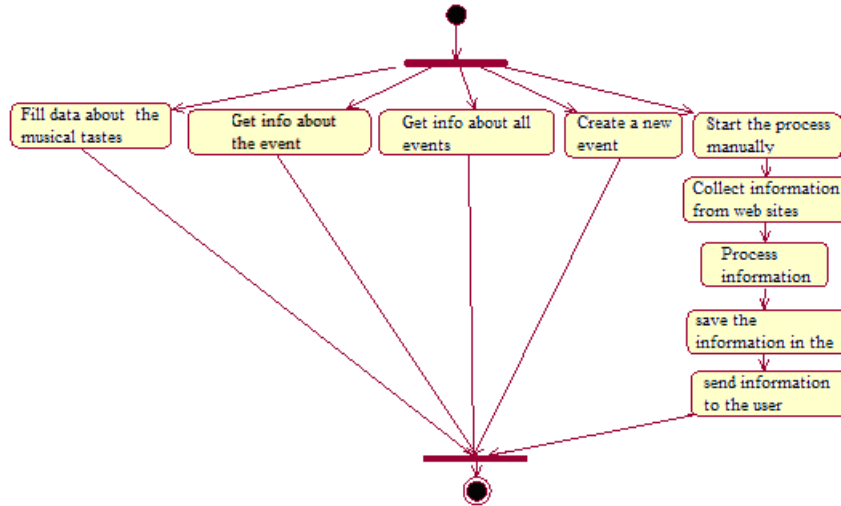 Fill data about the
musical tastes
Get info about
the event
Get info about all
events
Create a new
event
Start the process
manually
Collect information
from web sites
Process
information
save the
information in the
send information
to the user